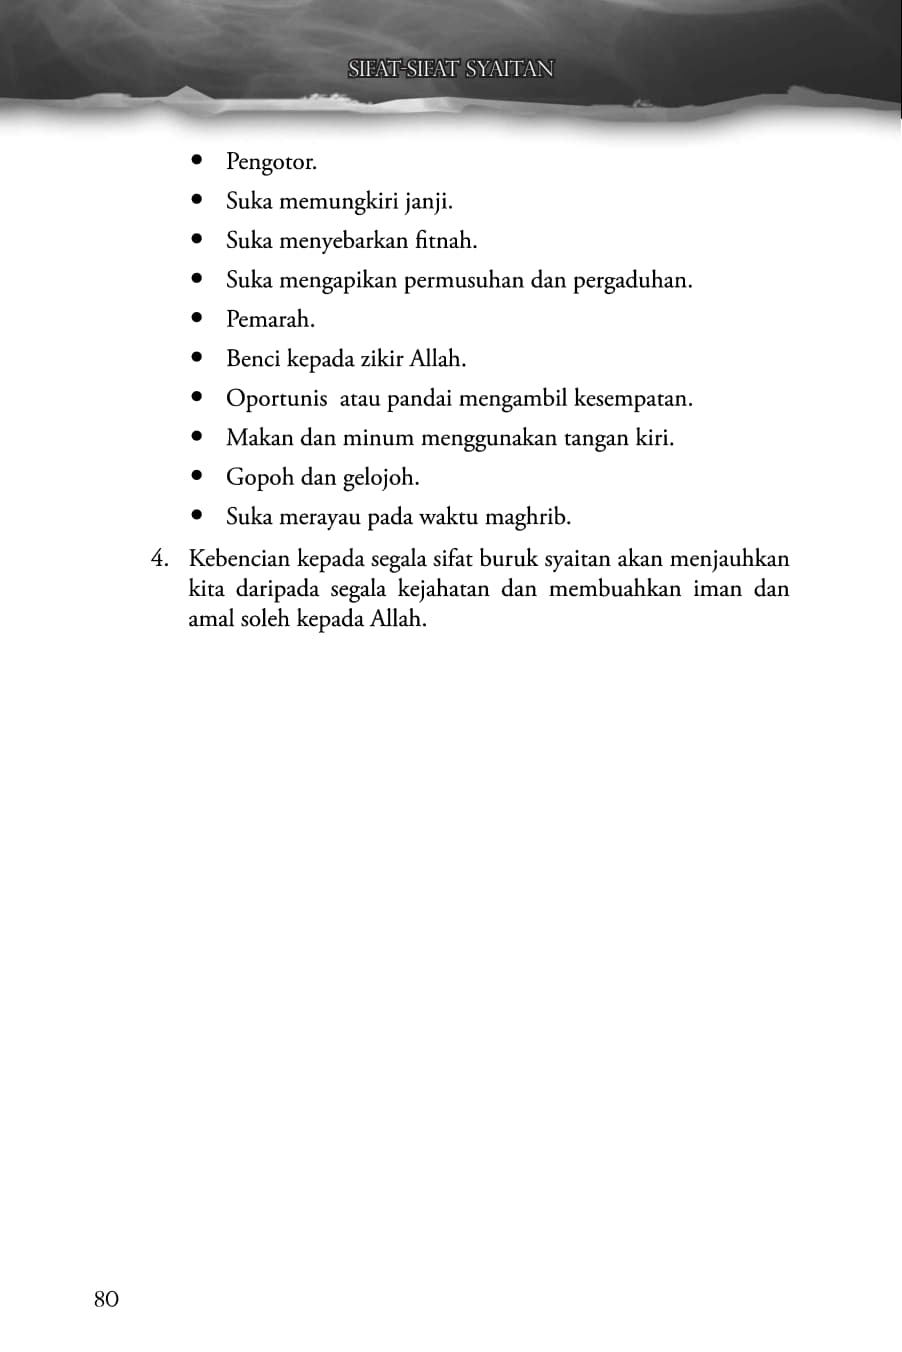 SIFAT-SIFAT SYAITAN
• Pengotor.
• Suka memungkiri janji.
• Suka menyebarkan fitnah.
• Suka mengapikan permusuhan dan pergaduhan.
• Pemarah.
• Benci kepada zikir Allah.
• Oportunis atau pandai mengambil kesempatan.
• Makan dan minum menggunakan tangan kiri.
• Gopoh dan gelojoh.
• Suka merayau pada waktu maghrib.
4. Kebencian kepada segala sifat buruk syaitan akan menjauhkan
kita daripada segala kejahatan dan membuahkan iman dan
amal soleh kepada Allah.
80